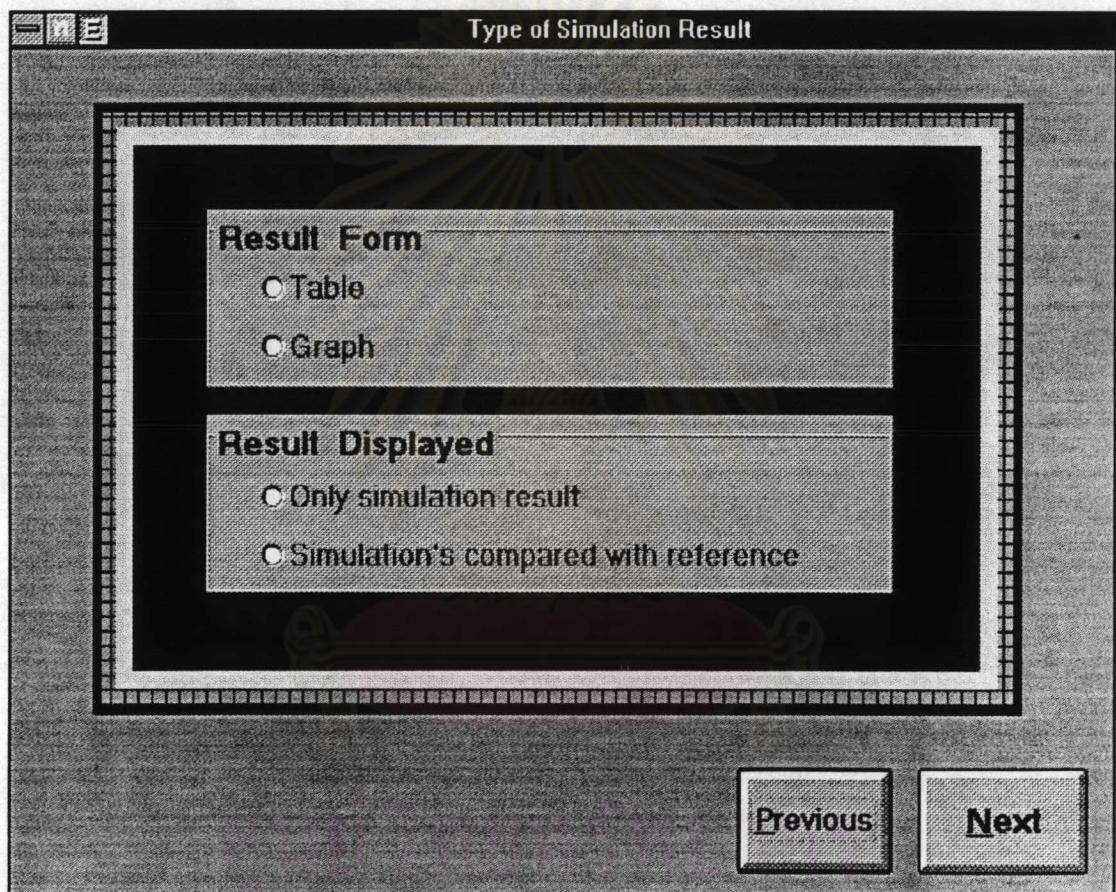 Type of Simulation Result
Result Form
Table
Graph
Result Displayed
Only simulation result
Simulation's compared with reference
Previous
Next